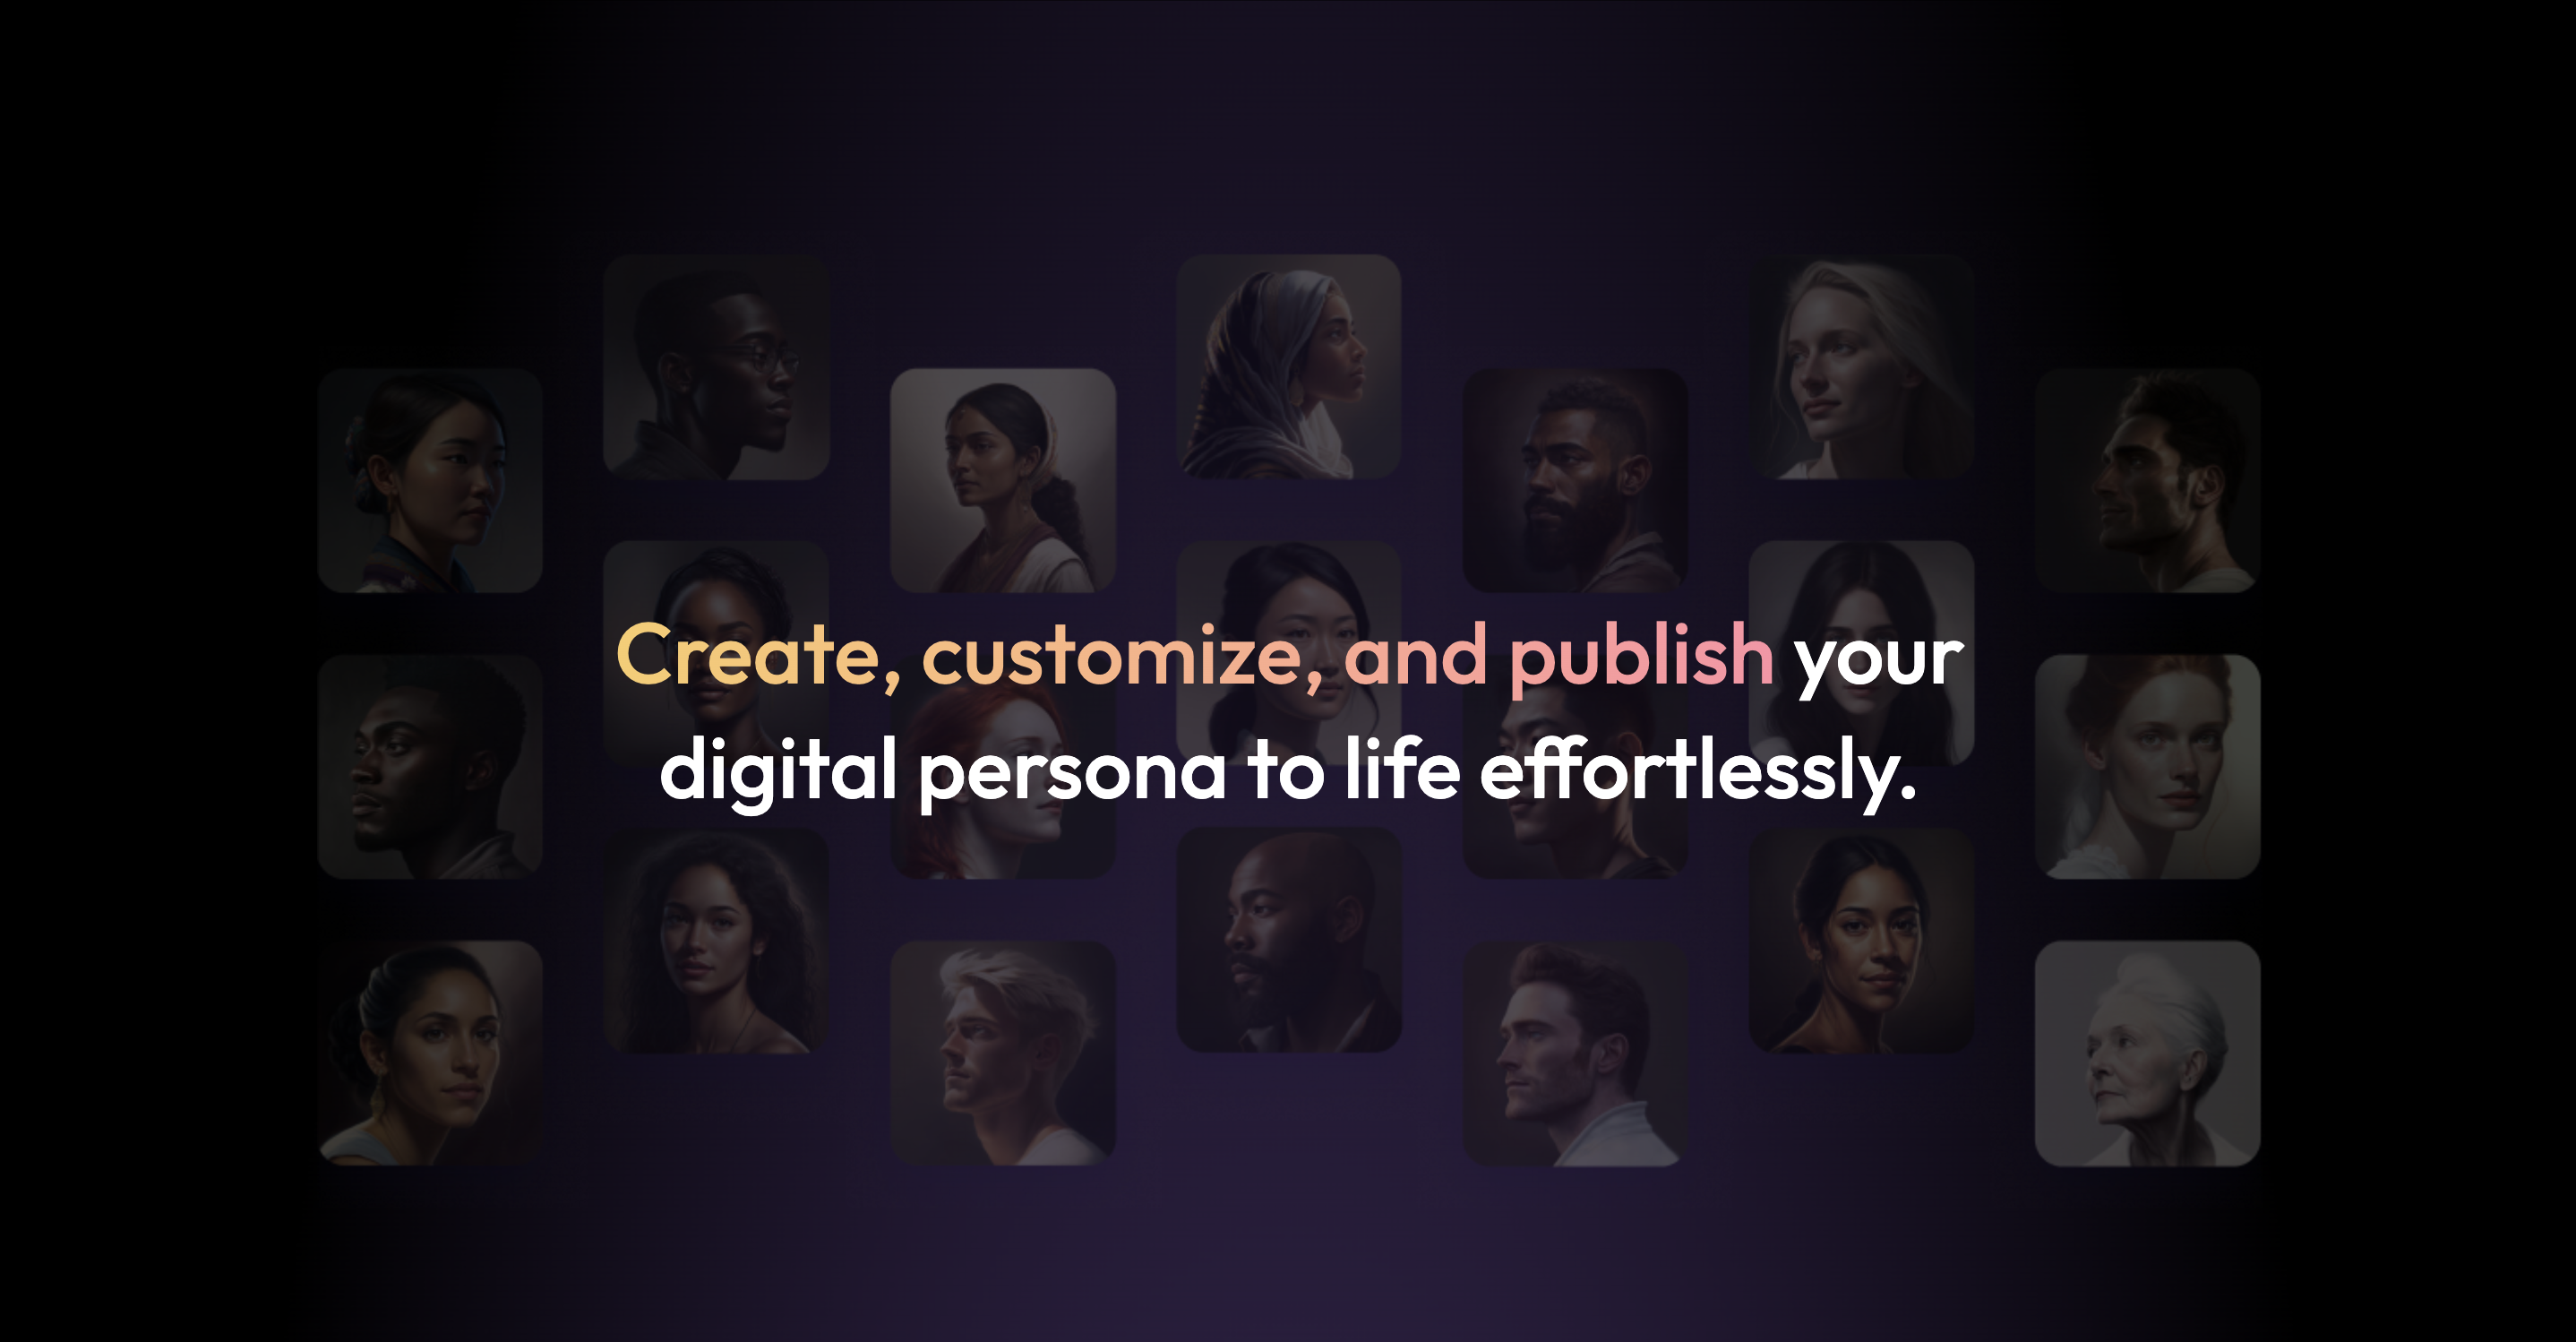 Create, customize, and publish your
digital persona to life effortlessly.